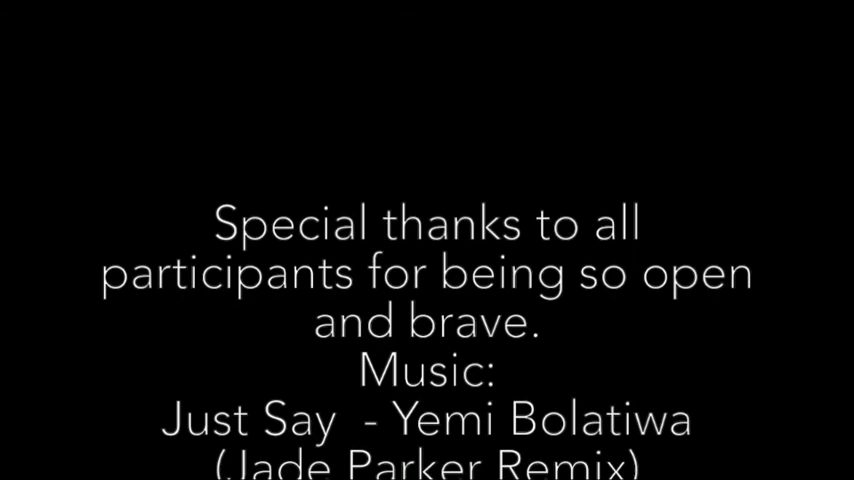 Special thanks to all
participants for being so open
and brave.
Music:
Just Say  - Yemi Bolatiwa
(Jade Parker Remix)